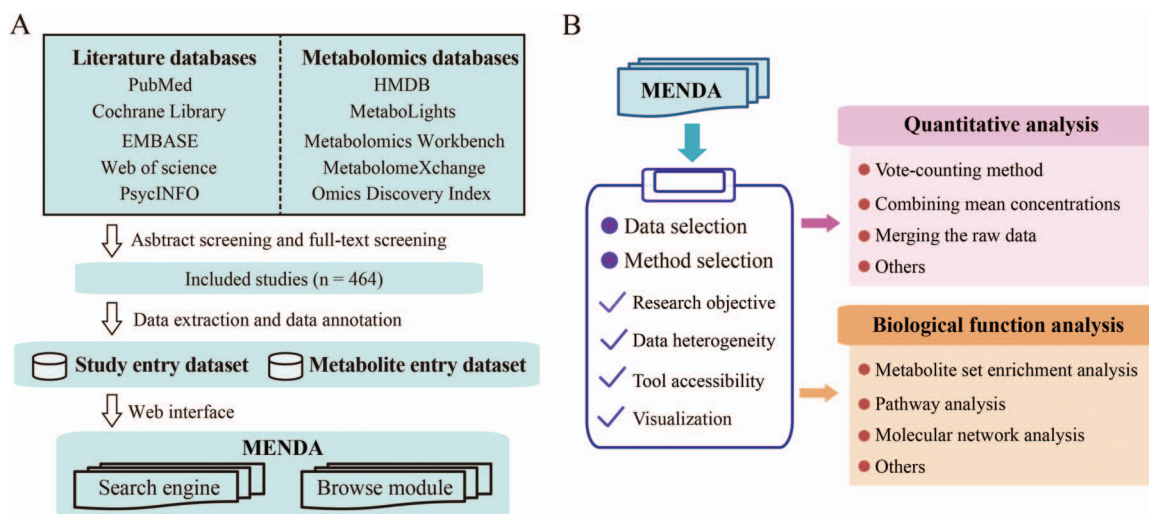 A
Literature databases
PubMed
Cochrane Library
EMBASE
Web of science
PsycINFO
Metabolomics databases
HMDB
MetaboLights
Metabolomics Workbench
MetabolomeXchange
Omics Discovery Index
Asbtract screening and full-text screening
Included studies (n = 464)
Data extraction and data annotation
Study entry dataset
Metabolite entry dataset
Web interface
MENDA
Search engine
Browse module
B
MENDA
Data selection
Method selection
Research objective
Data heterogeneity
Tool accessibility
Visualization
Quantitative analysis
Vote-counting method
Combining mean concentrations
Merging the raw data
Others
Biological function analysis
Metabolite set enrichment analysis
Pathway analysis
Molecular network analysis
Others